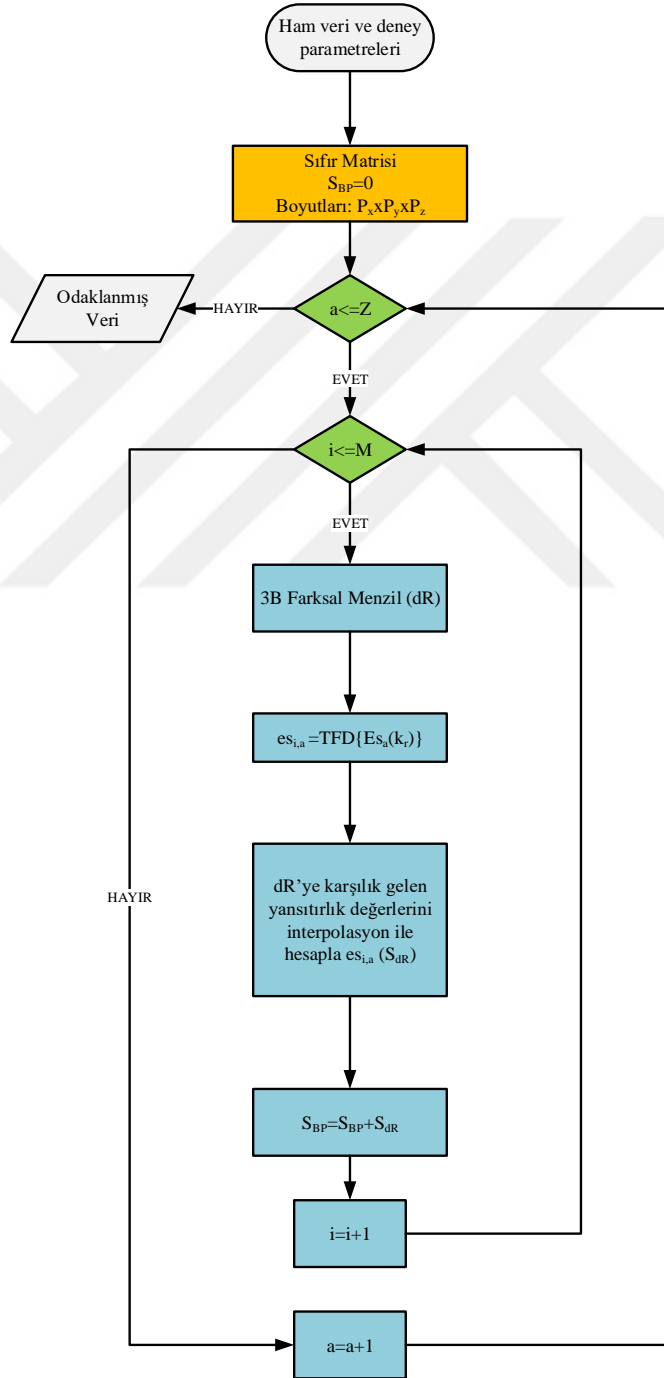 Ham veri ve deney
parametreleri
Sıfır Matrisi
S_BP=0
Boyutları: P_xxP_yxP_z
a<=Z
HAYIR
Odaklanmış
Veri
EVET
i<=M
EVET
3B Farksal Menzil (dR)
es_i,a =TFD{Es_a(k_r)}
dR’ye karşılık gelen
yansıtırlık değerlerini
interpolasyon ile
hesapla es_i,a (S_dR)
HAYIR
S_BP=S_BP+S_dR
i=i+1
a=a+1